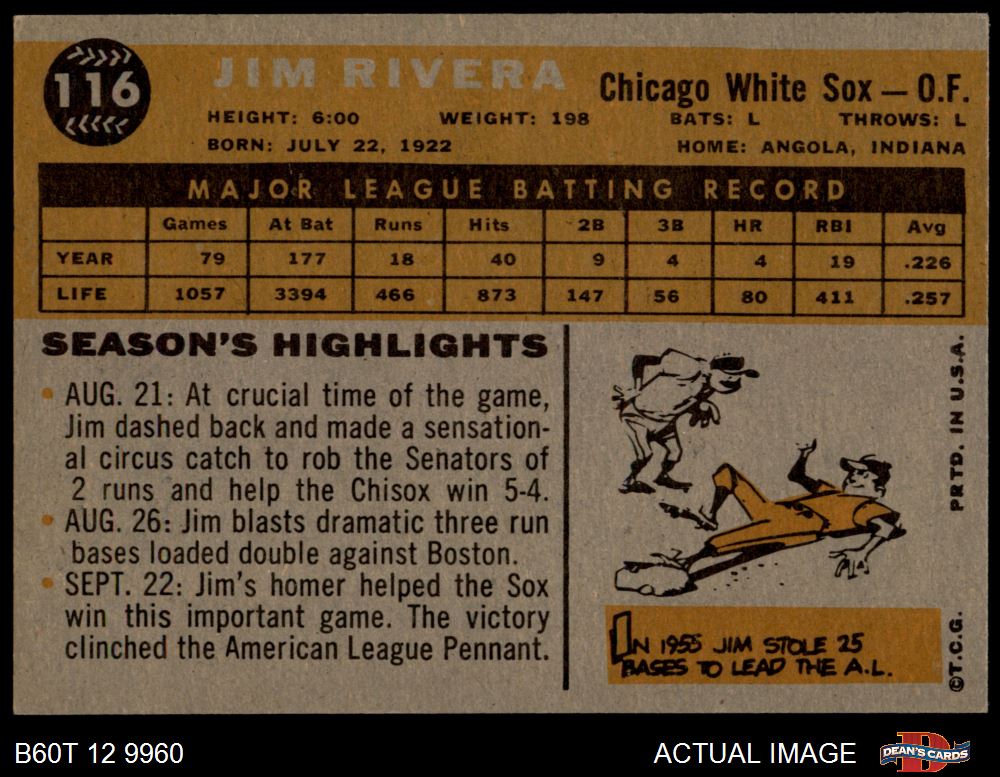 116
JIM RIVERA
Chicago White Sox — O.F.
HEIGHT: 6:00 WEIGHT: 198 BATS: L THROWS: L
BORN: JULY 22, 1922 HOME: ANGOLA, INDIANA
MAJOR LEAGUE BATTING RECORD
Games At Bat Runs Hits 2B 3B HR RBI Avg
YEAR 79 177 18 40 9 4 4 19 .226
LIFE 1057 3394 466 873 147 56 80 411 .257
SEASON'S HIGHLIGHTS
• AUG. 21: At crucial time of the game,
Jim dashed back and made a sensation-
al circus catch to rob the Senators of
2 runs and help the Chisox win 5-4.
• AUG. 26: Jim blasts dramatic three run
bases loaded double against Boston.
• SEPT. 22: Jim's homer helped the Sox
win this important game. The victory
clinched the American League Pennant.
IN 1955 JIM STOLE 25
BASES TO LEAD THE A.L.
©T.C.G. PRTD. IN U.S.A.
B60T 12 9960
ACTUAL IMAGE
DEAN'S CARDS